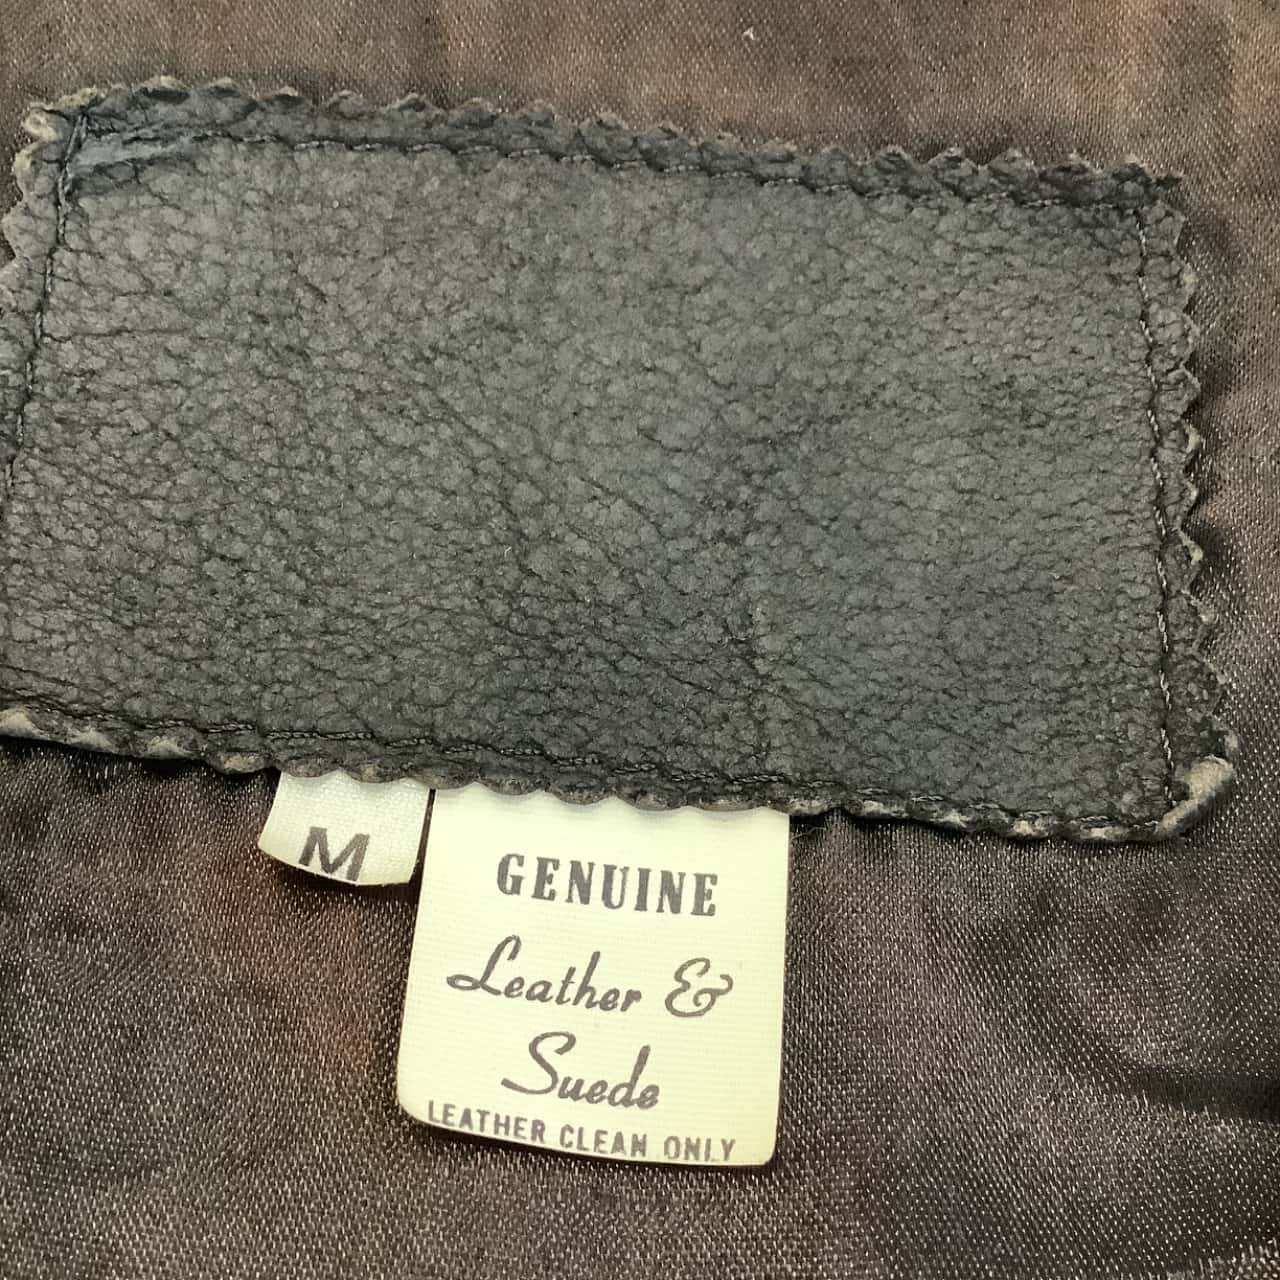 M
GENUINE
Leather &
Suede
LEATHER CLEAN ONLY